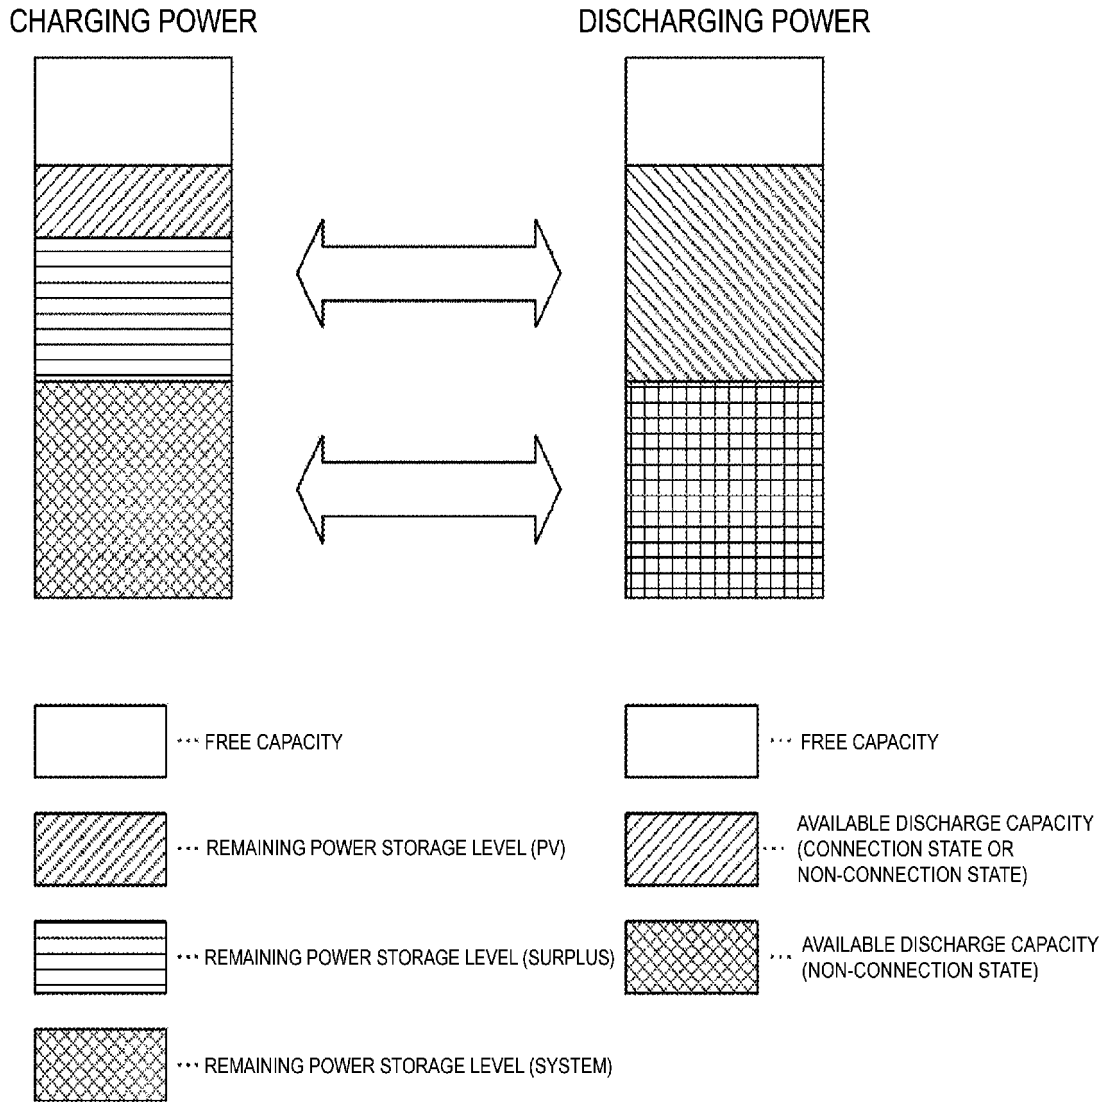 CHARGING POWER
DISCHARGING POWER
FREE CAPACITY
REMAINING POWER STORAGE LEVEL (PV)
REMAINING POWER STORAGE LEVEL (SURPLUS)
REMAINING POWER STORAGE LEVEL (SYSTEM)
FREE CAPACITY
AVAILABLE DISCHARGE CAPACITY
(CONNECTION STATE OR
NON-CONNECTION STATE)
AVAILABLE DISCHARGE CAPACITY
(NON-CONNECTION STATE)